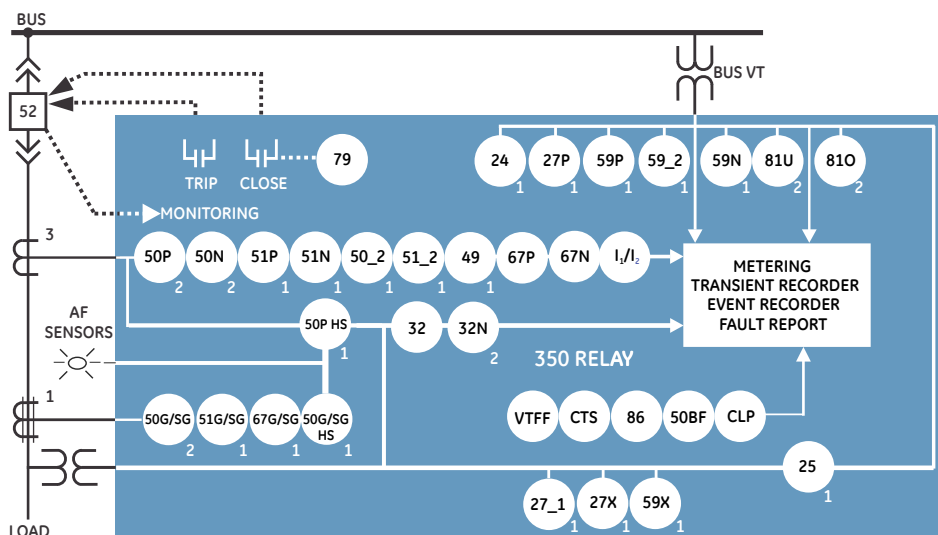 BUS
BUS VT
52
TRIP
CLOSE
79
24
1
27P
1
59P
1
59_2
1
59N
1
81U
2
81O
2
MONITORING
3
50P
2
50N
2
51P
1
51N
1
50_2
1
51_2
1
49
1
67P
67N
I1/I2
METERING
TRANSIENT RECORDER
EVENT RECORDER
FAULT REPORT
AF
SENSORS
50P HS
1
32
32N
2
350 RELAY
1
50G/SG
2
51G/SG
1
67G/SG
1
50G/SG
HS
1
VTFF
CTS
86
50BF
CLP
25
1
27_1
1
27X
1
59X
1
LOAD